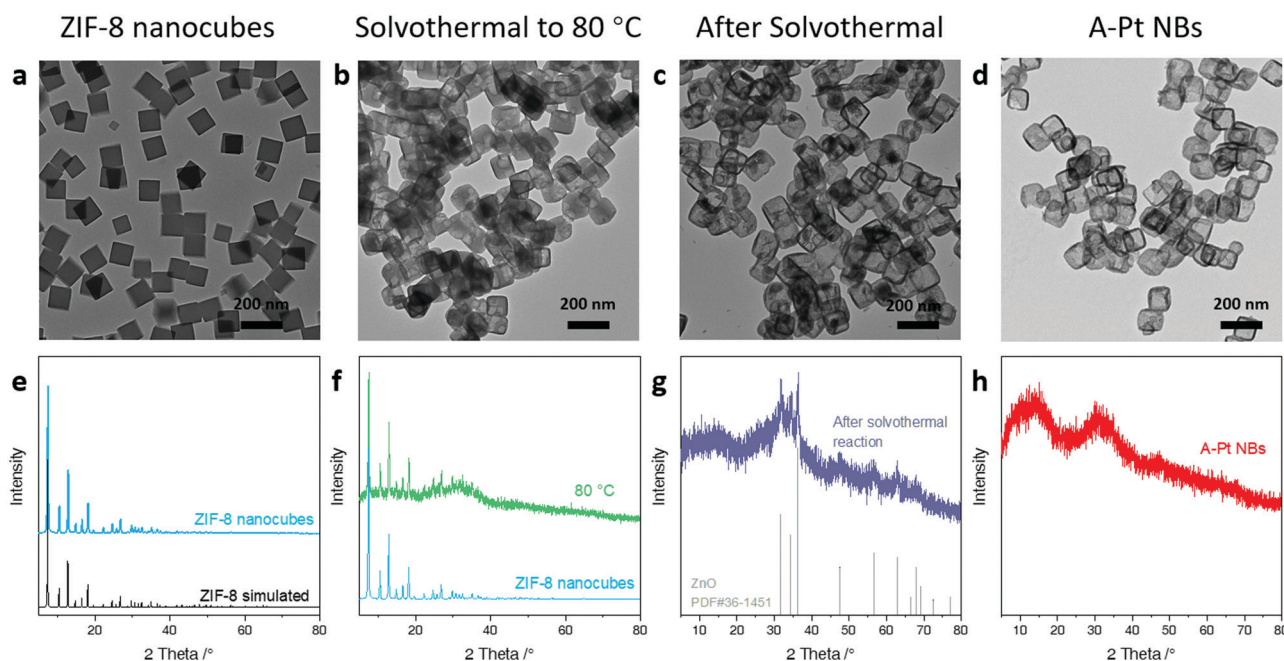 ZIF-8 nanocubes
Solvothermal to 80 °C
After Solvothermal
A-Pt NBs
a
200 nm
b
200 nm
c
200 nm
d
200 nm
e
Intensity
ZIF-8 nanocubes
ZIF-8 simulated
20 40 60 80
2 Theta /°
f
Intensity
80 °C
ZIF-8 nanocubes
20 40 60 80
2 Theta /°
g
Intensity
After solvothermal
reaction
ZnO
PDF#36-1451
10 20 30 40 50 60 70 80
2 Theta /°
h
Intensity
A-Pt NBs
10 20 30 40 50 60 70 80
2 Theta /°